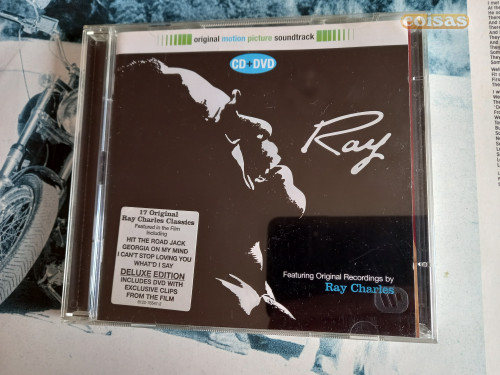 coisas
original motion picture soundtrack
CD+DVD
Ray
17 Original
Ray Charles Classics
Featured in the Film
Including
HIT THE ROAD JACK
GEORGIA ON MY MIND
I CAN'T STOP LOVING YOU
WHAT'D I SAY
DELUXE EDITION
INCLUDES DVD WITH
EXCLUSIVE CLIPS
FROM THE FILM
Featuring Original Recordings by
Ray Charles